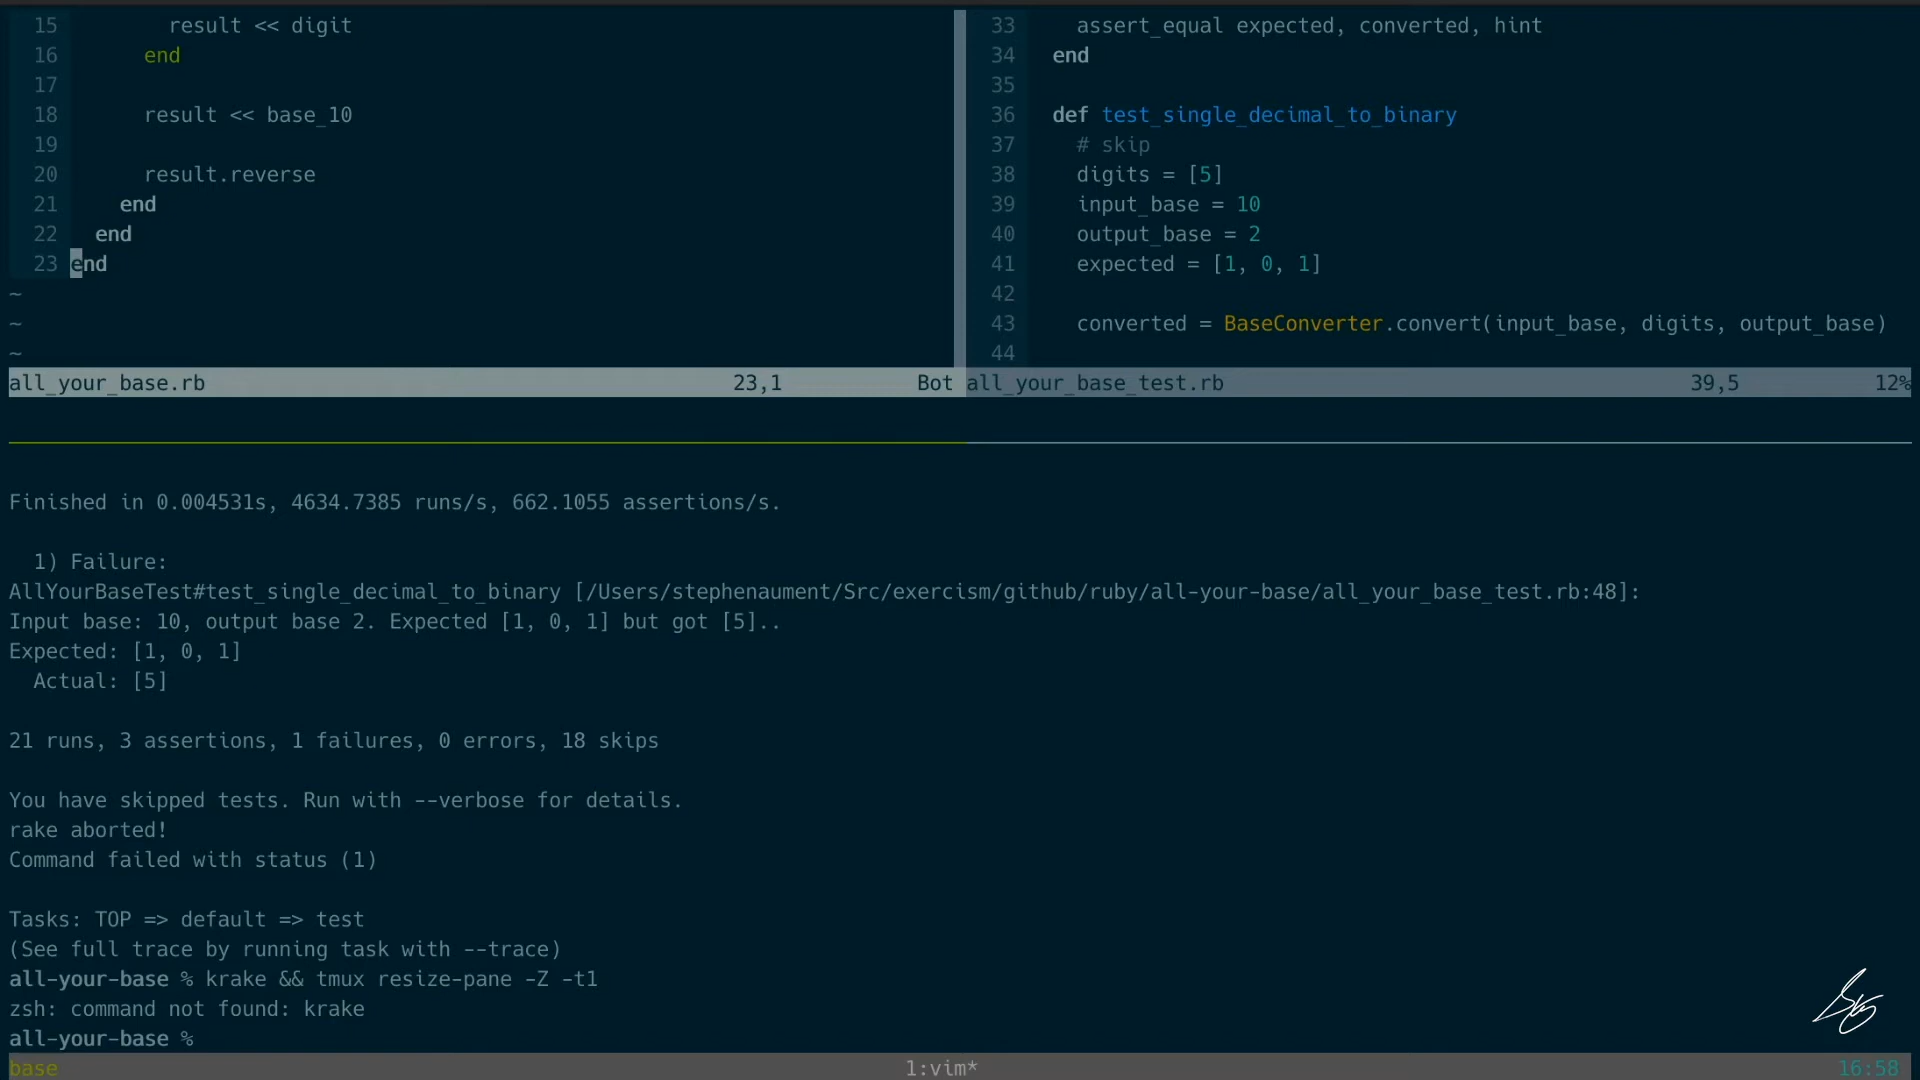 15         result << digit
16       end
17
18       result << base_10
19
20       result.reverse
21     end
22   end
23 end
~
~
~
all_your_base.rb 23,1 Bot
33     assert_equal expected, converted, hint
34   end
35
36   def test_single_decimal_to_binary
37     # skip
38     digits = [5]
39     input_base = 10
40     output_base = 2
41     expected = [1, 0, 1]
42
43     converted = BaseConverter.convert(input_base, digits, output_base)
44
all_your_base_test.rb 39,5 12%
Finished in 0.004531s, 4634.7385 runs/s, 662.1055 assertions/s.
  1) Failure:
AllYourBaseTest#test_single_decimal_to_binary [/Users/stephenaument/Src/exercism/github/ruby/all-your-base/all_your_base_test.rb:48]:
Input base: 10, output base 2. Expected [1, 0, 1] but got [5]..
Expected: [1, 0, 1]
  Actual: [5]
21 runs, 3 assertions, 1 failures, 0 errors, 18 skips
You have skipped tests. Run with --verbose for details.
rake aborted!
Command failed with status (1)
Tasks: TOP => default => test
(See full trace by running task with --trace)
all-your-base % krake && tmux resize-pane -Z -t1
zsh: command not found: krake
all-your-base %
base 1:vim* 16:58